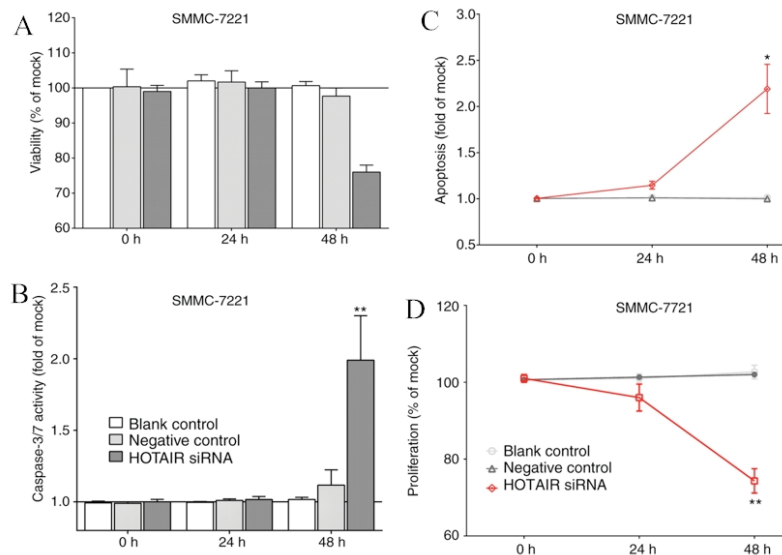 A
SMMC-7221
Viability (% of mock)
120
110
100
90
80
70
60
0 h
24 h
48 h
B
SMMC-7221
Caspase-3/7 activity (fold of mock)
2.5
2.0
1.5
1.0
**
Blank control
Negative control
HOTAIR siRNA
0 h
24 h
48 h
C
SMMC-7221
Apoptosis (fold of mock)
3.0
2.5
2.0
1.5
1.0
0.5
*
0 h
24 h
48 h
D
SMMC-7721
Proliferation (% of mock)
120
100
80
60
Blank control
Negative control
HOTAIR siRNA
**
0 h
24 h
48 h